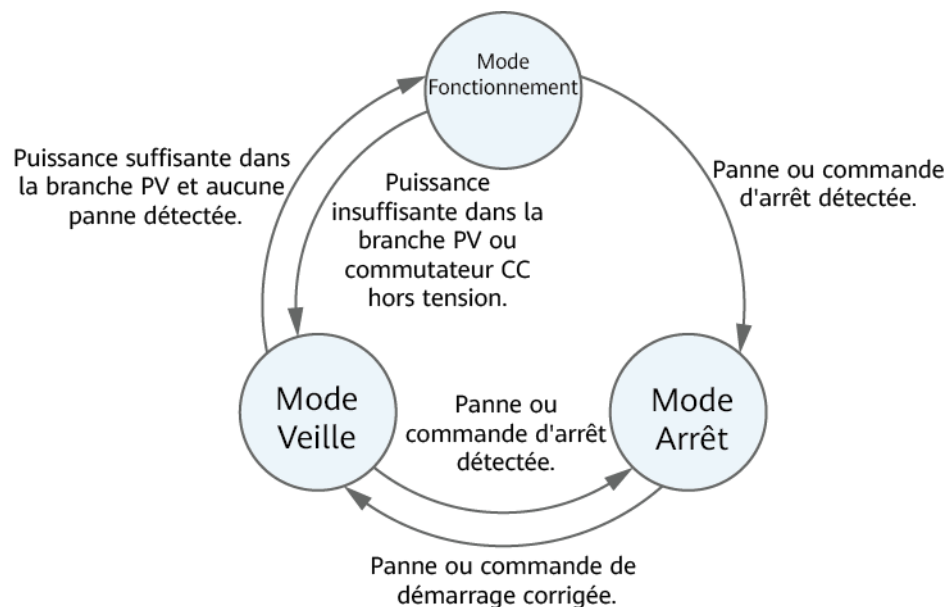 Mode
Fonctionnement
Puissance suffisante dans
la branche PV et aucune
panne détectée.
Puissance
insuffisante dans la
branche PV ou
commutateur CC
hors tension.
Panne ou commande
d'arrêt détectée.
Mode
Veille
Panne ou
commande d'arrêt
détectée.
Mode
Arrêt
Panne ou commande de
démarrage corrigée.